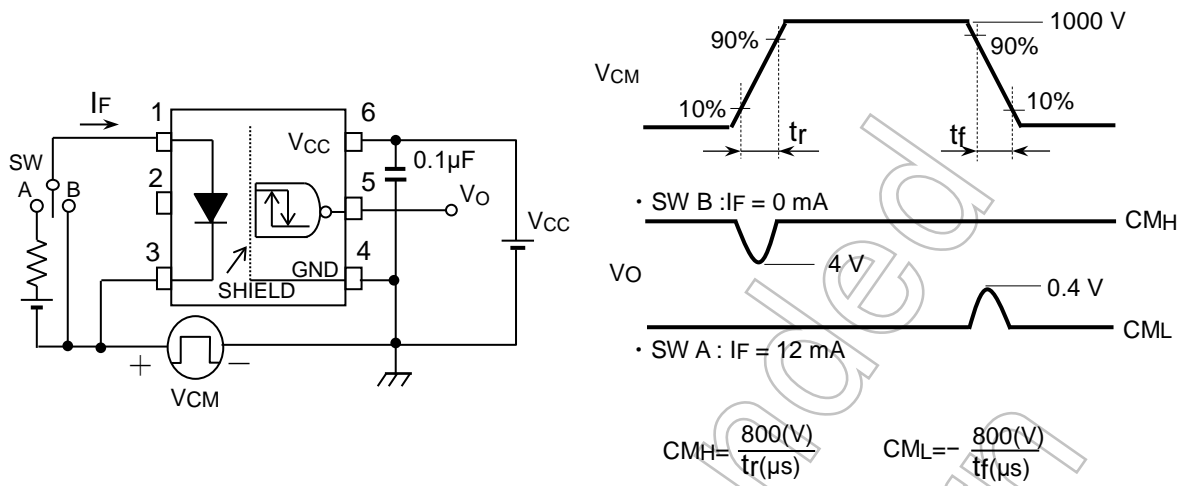 IF
SW
A
B
1
2
3
6
5
4
VCC
GND
SHIELD
0.1µF
VO
VCC
+
−
VCM
VCM
1000 V
90%
90%
10%
10%
tr
tf
・SW B :IF = 0 mA
CMH
4 V
VO
0.4 V
CML
・SW A : IF = 12 mA
CMH= 800(V)
tr(µs)
CML=− 800(V)
tf(µs)